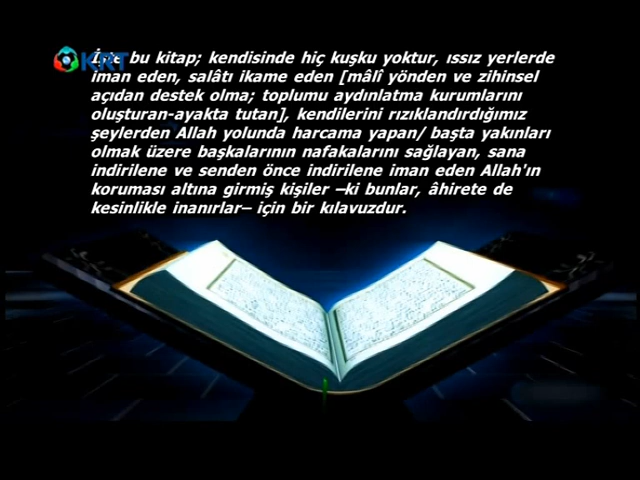 KRT
İşte bu kitap; kendisinde hiç kuşku yoktur, ıssız yerlerde
iman eden, salâtı ikame eden [mâlî yönden ve zihinsel
açıdan destek olma; toplumu aydınlatma kurumlarını
oluşturan-ayakta tutan], kendilerini rızıklandırdığımız
şeylerden Allah yolunda harcama yapan/ başta yakınları
olmak üzere başkalarının nafakalarını sağlayan, sana
indirilene ve senden önce indirilene iman eden Allah'ın
koruması altına girmiş kişiler –ki bunlar, âhirete de
kesinlikle inanırlar– için bir kılavuzdur.